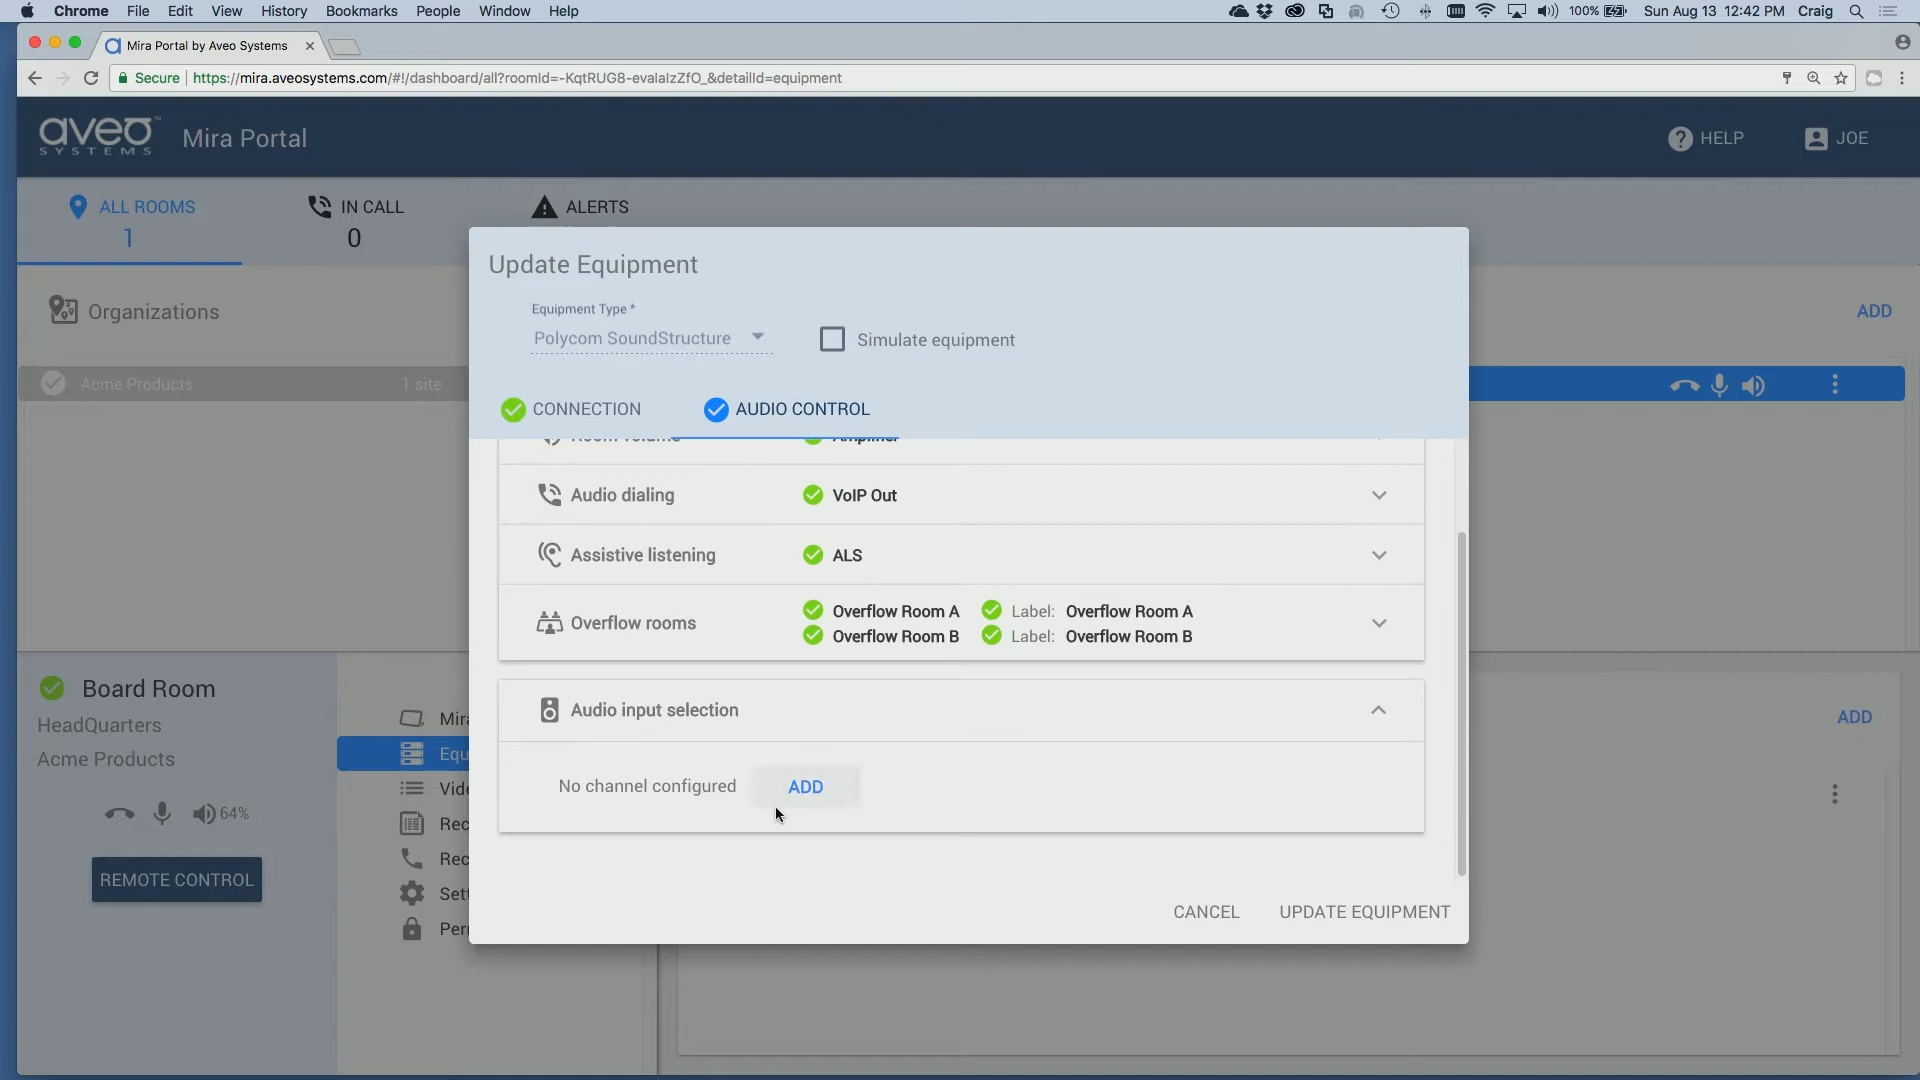 Chrome File Edit View History Bookmarks People Window Help 100% Sun Aug 13 12:42 PM Craig
Mira Portal by Aveo Systems
Secure https://mira.aveosystems.com/#!/dashboard/all?roomId=-KqtRUG8-evaIaIzZfO_&detailId=equipment
aveo SYSTEMS™ Mira Portal HELP JOE
ALL ROOMS IN CALL ALERTS
1 0
Update Equipment
Equipment Type *
Polycom SoundStructure Simulate equipment
Organizations ADD
Acme Products 1 site
CONNECTION AUDIO CONTROL
Room volume Amplifier
Audio dialing VoIP Out
Assistive listening ALS
Overflow rooms
Overflow Room A Label: Overflow Room A
Overflow Room B Label: Overflow Room B
Audio input selection
No channel configured ADD
CANCEL UPDATE EQUIPMENT
Board Room
HeadQuarters
Acme Products
64%
REMOTE CONTROL
Mira
Equ
Vide
Rec
Rec
Sett
Per
ADD